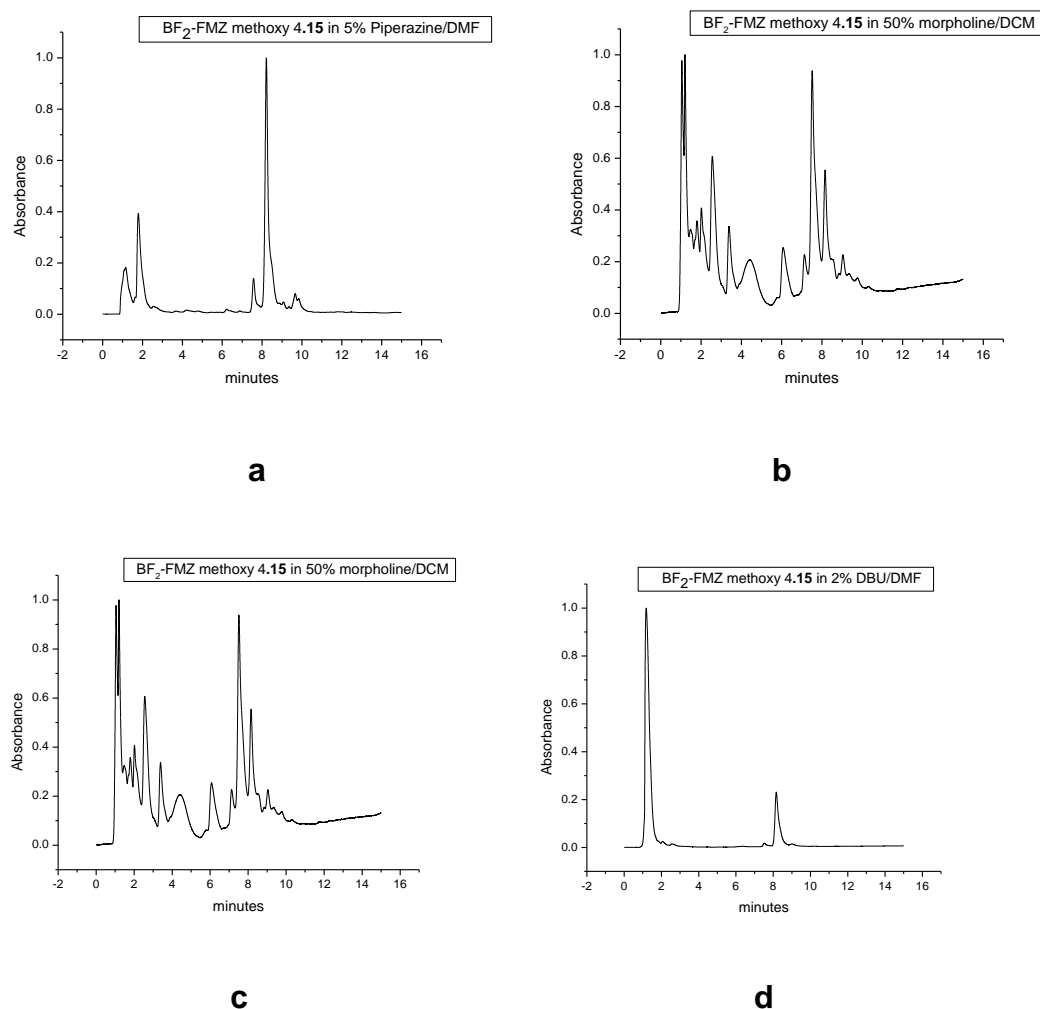 BF2-FMZ methoxy 4.15 in 5% Piperazine/DMF
1.0
0.8
0.6
0.4
0.2
0.0
Absorbance
-2 0 2 4 6 8 10 12 14 16
minutes
a
BF2-FMZ methoxy 4.15 in 50% morpholine/DCM
1.0
0.8
0.6
0.4
0.2
0.0
Absorbance
-2 0 2 4 6 8 10 12 14 16
minutes
b
BF2-FMZ methoxy 4.15 in 50% morpholine/DCM
1.0
0.8
0.6
0.4
0.2
0.0
Absorbance
-2 0 2 4 6 8 10 12 14 16
minutes
c
BF2-FMZ methoxy 4.15 in 2% DBU/DMF
1.0
0.8
0.6
0.4
0.2
0.0
Absorbance
-2 0 2 4 6 8 10 12 14 16
minutes
d